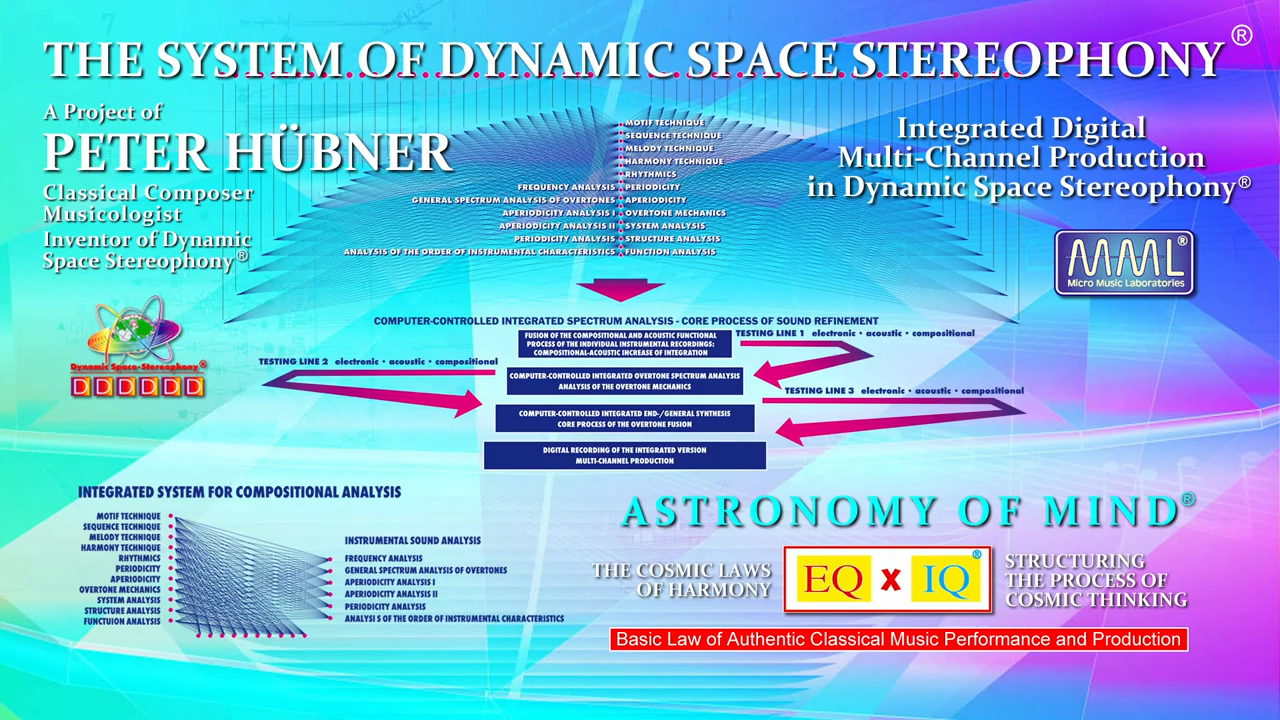 THE SYSTEM OF DYNAMIC SPACE STEREOPHONY®
A Project of
PETER HÜBNER
Classical Composer
Musicologist
Inventor of Dynamic
Space Stereophony®
MOTIF TECHNIQUE
SEQUENCE TECHNIQUE
MELODY TECHNIQUE
HARMONY TECHNIQUE
RHYTHMICS
FREQUENCY ANALYSIS PERIODICITY
GENERAL SPECTRUM ANALYSIS OF OVERTONES APERIODICITY
APERIODICITY ANALYSIS I OVERTONE MECHANICS
APERIODICITY ANALYSIS II SYSTEM ANALYSIS
PERIODICITY ANALYSIS STRUCTURE ANALYSIS
ANALYSIS OF THE ORDER OF INSTRUMENTAL CHARACTERISTICS FUNCTION ANALYSIS
Integrated Digital
Multi-Channel Production
in Dynamic Space Stereophony®
MML®
Micro Music Laboratories
Dynamic Space-Stereophony®
DDDDDD
COMPUTER-CONTROLLED INTEGRATED SPECTRUM ANALYSIS - CORE PROCESS OF SOUND REFINEMENT
FUSION OF THE COMPOSITIONAL AND ACOUSTIC FUNCTIONAL
PROCESS OF THE INDIVIDUAL INSTRUMENTAL RECORDINGS:
COMPOSITIONAL-ACOUSTIC INCREASE OF INTEGRATION
TESTING LINE 1 electronic • acoustic • compositional
TESTING LINE 2 electronic • acoustic • compositional
COMPUTER-CONTROLLED INTEGRATED OVERTONE SPECTRUM ANALYSIS
ANALYSIS OF THE OVERTONE MECHANICS
TESTING LINE 3 electronic • acoustic • compositional
COMPUTER-CONTROLLED INTEGRATED END-/GENERAL SYNTHESIS
CORE PROCESS OF THE OVERTONE FUSION
DIGITAL RECORDING OF THE INTEGRATED VERSION
MULTI-CHANNEL PRODUCTION
INTEGRATED SYSTEM FOR COMPOSITIONAL ANALYSIS
MOTIF TECHNIQUE
SEQUENCE TECHNIQUE
MELODY TECHNIQUE
HARMONY TECHNIQUE
RHYTHMICS
PERIODICITY
APERIODICITY
OVERTONE MECHANICS
SYSTEM ANALYSIS
STRUCTURE ANALYSIS
FUNCTUION ANALYSIS
INSTRUMENTAL SOUND ANALYSIS
FREQUENCY ANALYSIS
GENERAL SPECTRUM ANALYSIS OF OVERTONES
APERIODICITY ANALYSIS I
APERIODICITY ANALYSIS II
PERIODICITY ANALYSIS
ANALYSI S OF THE ORDER OF INSTRUMENTAL CHARACTERISTICS
ASTRONOMY OF MIND®
THE COSMIC LAWS
OF HARMONY
EQ x IQ®
STRUCTURING
THE PROCESS OF
COSMIC THINKING
Basic Law of Authentic Classical Music Performance and Production